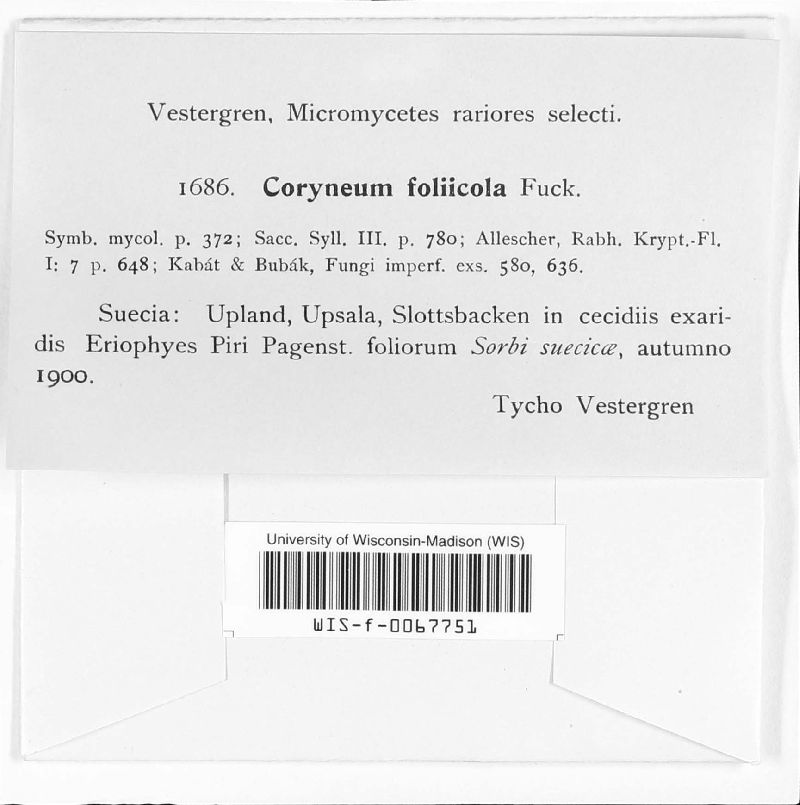 Vestergren, Micromycetes rariores selecti.
1686. Coryneum foliicola Fuck.
Symb. mycol. p. 372; Sacc. Syll. III. p. 780; Allescher, Rabh. Krypt.-Fl.
I: 7 p. 648; Kabát & Bubák, Fungi imperf. exs. 580, 636.
Suecia: Upland, Upsala, Slottsbacken in cecidiis exari-
dis Eriophyes Piri Pagenst. foliorum Sorbi suecicæ, autumno
1900.
Tycho Vestergren
University of Wisconsin-Madison (WIS)
WIS-f-0067751